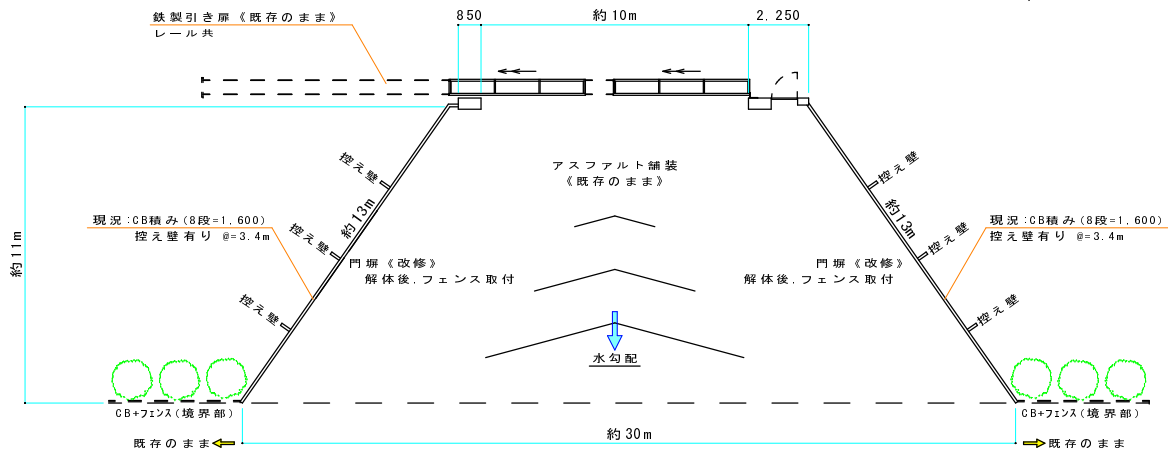 鉄製引き扉《既存のまま》
レール共
850
約10m
2,250
アスファルト舗装
《既存のまま》
控え壁
控え壁
控え壁
控え壁
控え壁
控え壁
約13m
約13m
現況:CB積み(8段=1,600)
控え壁有り @=3.4m
現況:CB積み(8段=1,600)
控え壁有り @=3.4m
約11m
門塀《改修》
解体後,フェンス取付
門塀《改修》
解体後,フェンス取付
水勾配
CB+フェンス(境界部)
CB+フェンス(境界部)
既存のまま
約30m
既存のまま